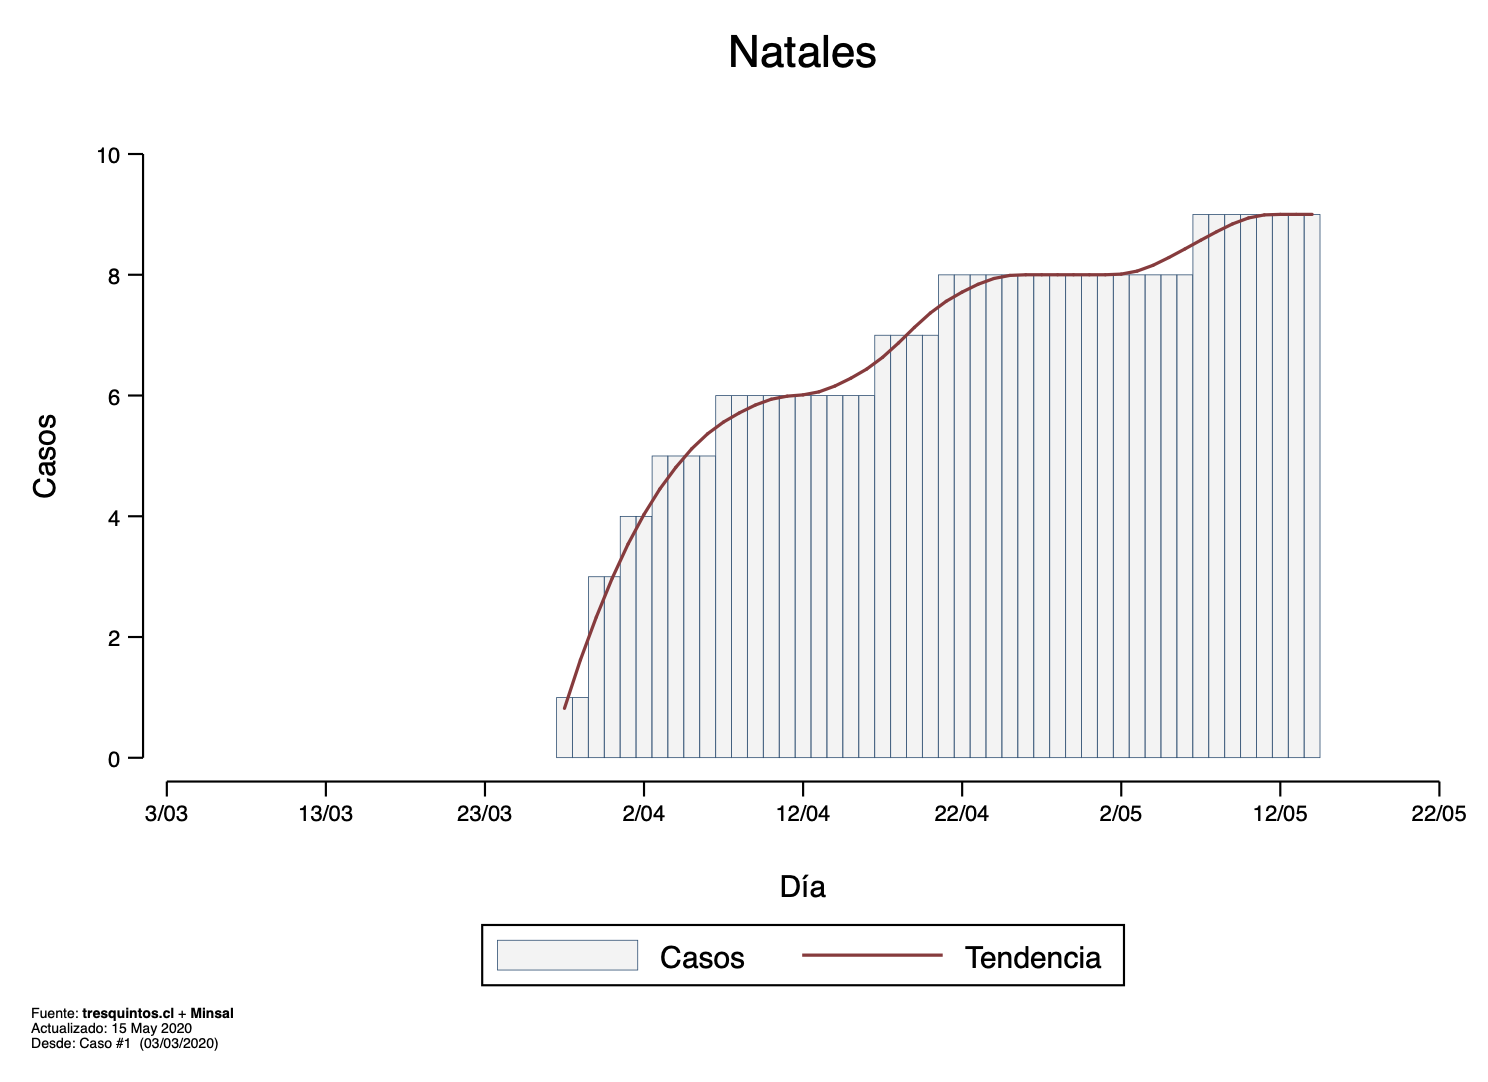 Natales
10
8
6
4
2
0
Casos
3/03 13/03 23/03 2/04 12/04 22/04 2/05 12/05 22/05
Día
Casos Tendencia
Fuente: tresquintos.cl + Minsal
Actualizado: 15 May 2020
Desde: Caso #1 (03/03/2020)